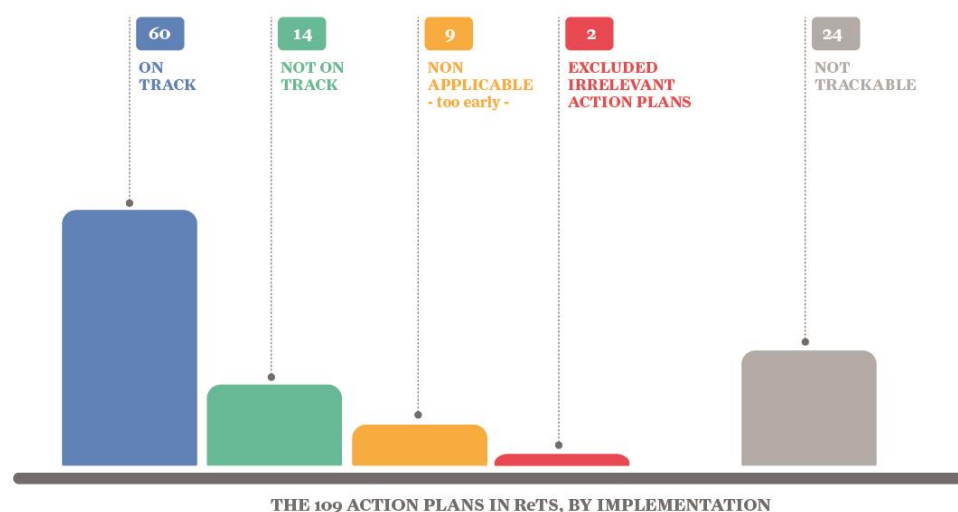 60
ON
TRACK
14
NOT ON
TRACK
9
NON
APPLICABLE
- too early -
2
EXCLUDED
IRRELEVANT
ACTION PLANS
24
NOT
TRACKABLE
THE 109 ACTION PLANS IN ReTS, BY IMPLEMENTATION